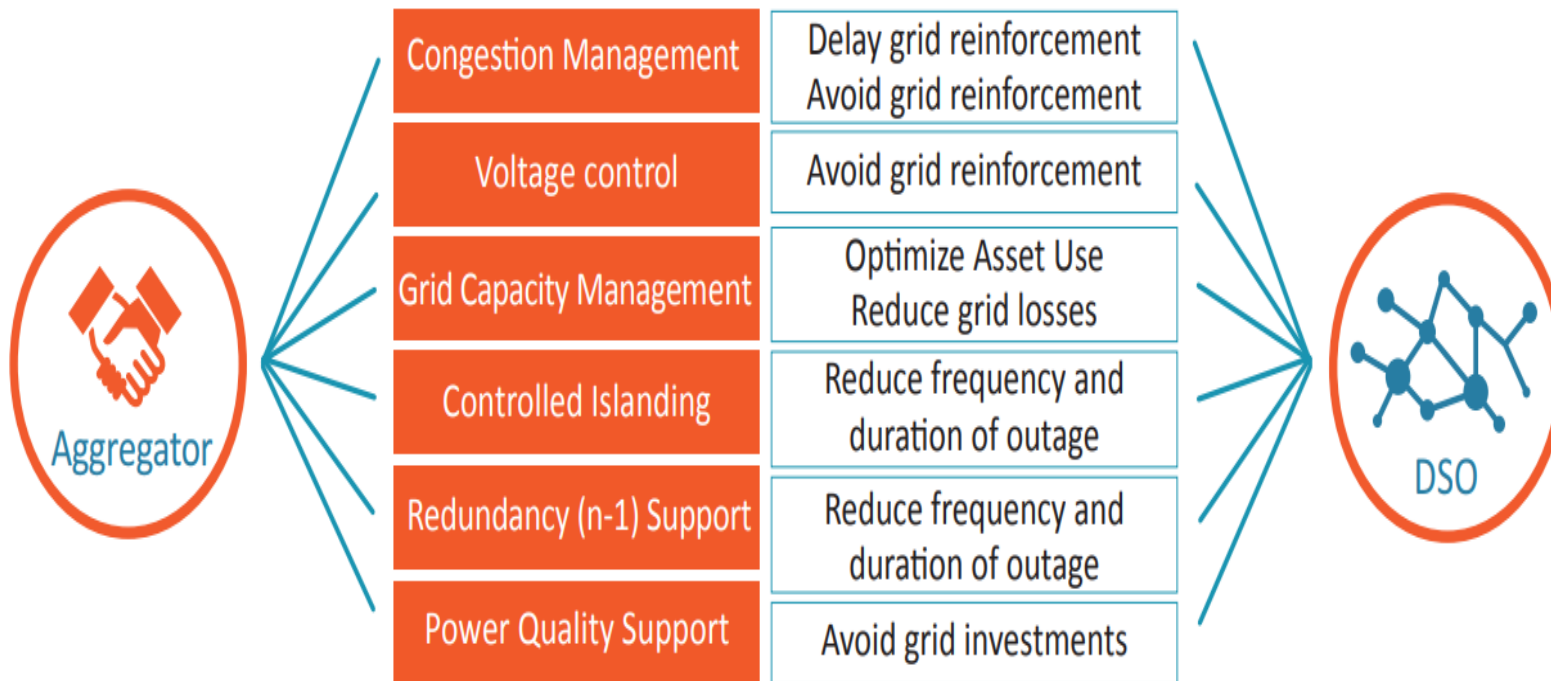 Congestion Management
Delay grid reinforcement
Avoid grid reinforcement
Voltage control
Avoid grid reinforcement
Grid Capacity Management
Optimize Asset Use
Reduce grid losses
Controlled Islanding
Reduce frequency and
duration of outage
Redundancy (n-1) Support
Reduce frequency and
duration of outage
Power Quality Support
Avoid grid investments
Aggregator
DSO